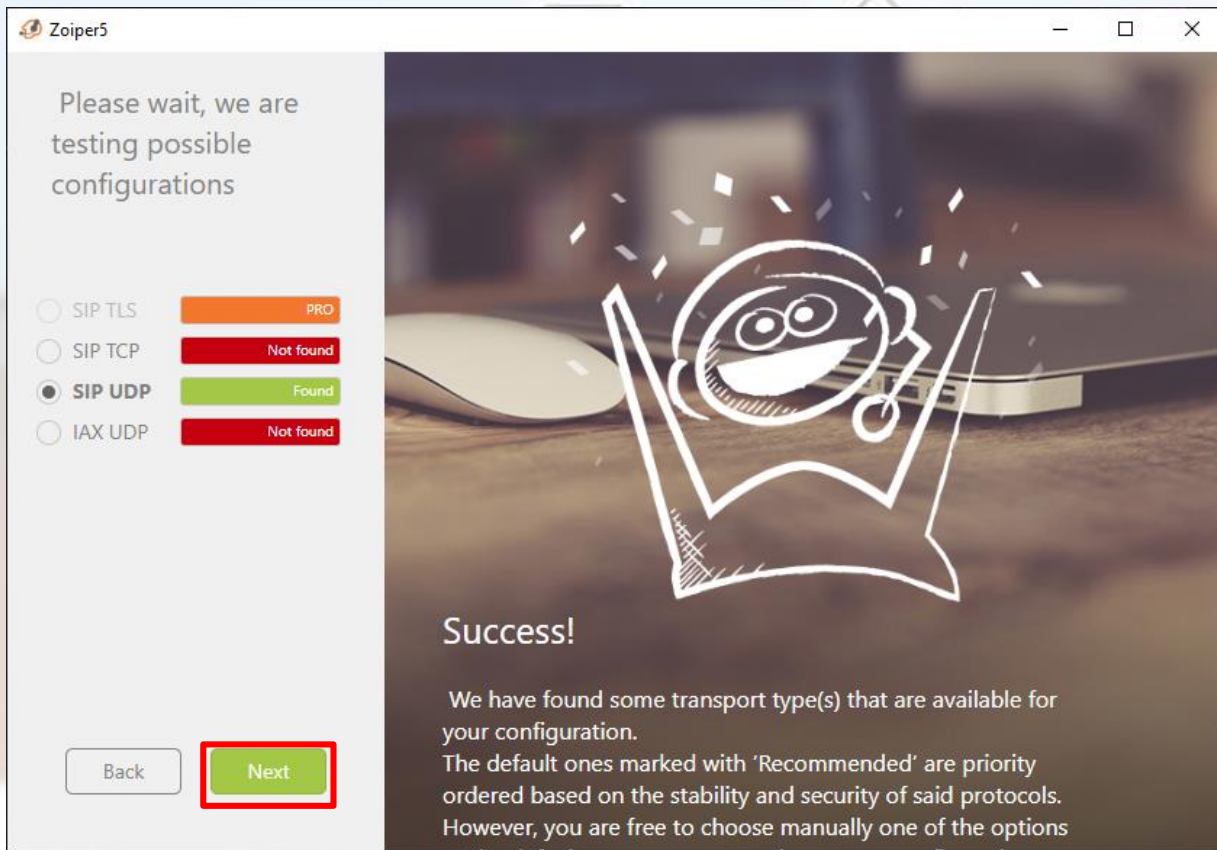 Zoiper5
Please wait, we are
testing possible
configurations
SIP TLS PRO
SIP TCP Not found
SIP UDP Found
IAX UDP Not found
Back Next
Success!
We have found some transport type(s) that are available for
your configuration.
The default ones marked with ‘Recommended’ are priority
ordered based on the stability and security of said protocols.
However, you are free to choose manually one of the options